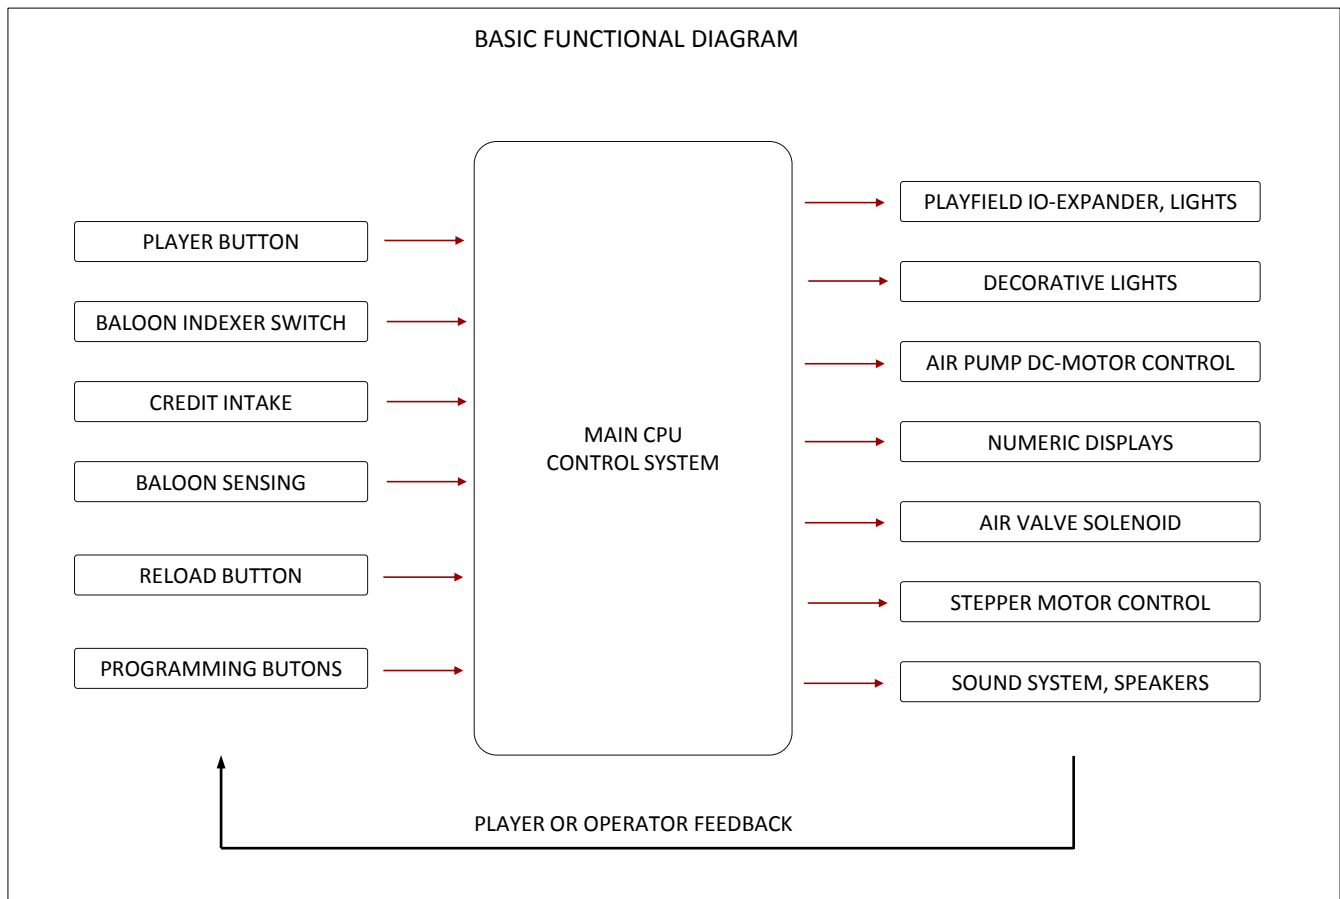 BASIC FUNCTIONAL DIAGRAM
PLAYER BUTTON
BALOON INDEXER SWITCH
CREDIT INTAKE
BALOON SENSING
RELOAD BUTTON
PROGRAMMING BUTONS
MAIN CPU
CONTROL SYSTEM
PLAYFIELD IO-EXPANDER, LIGHTS
DECORATIVE LIGHTS
AIR PUMP DC-MOTOR CONTROL
NUMERIC DISPLAYS
AIR VALVE SOLENOID
STEPPER MOTOR CONTROL
SOUND SYSTEM, SPEAKERS
PLAYER OR OPERATOR FEEDBACK